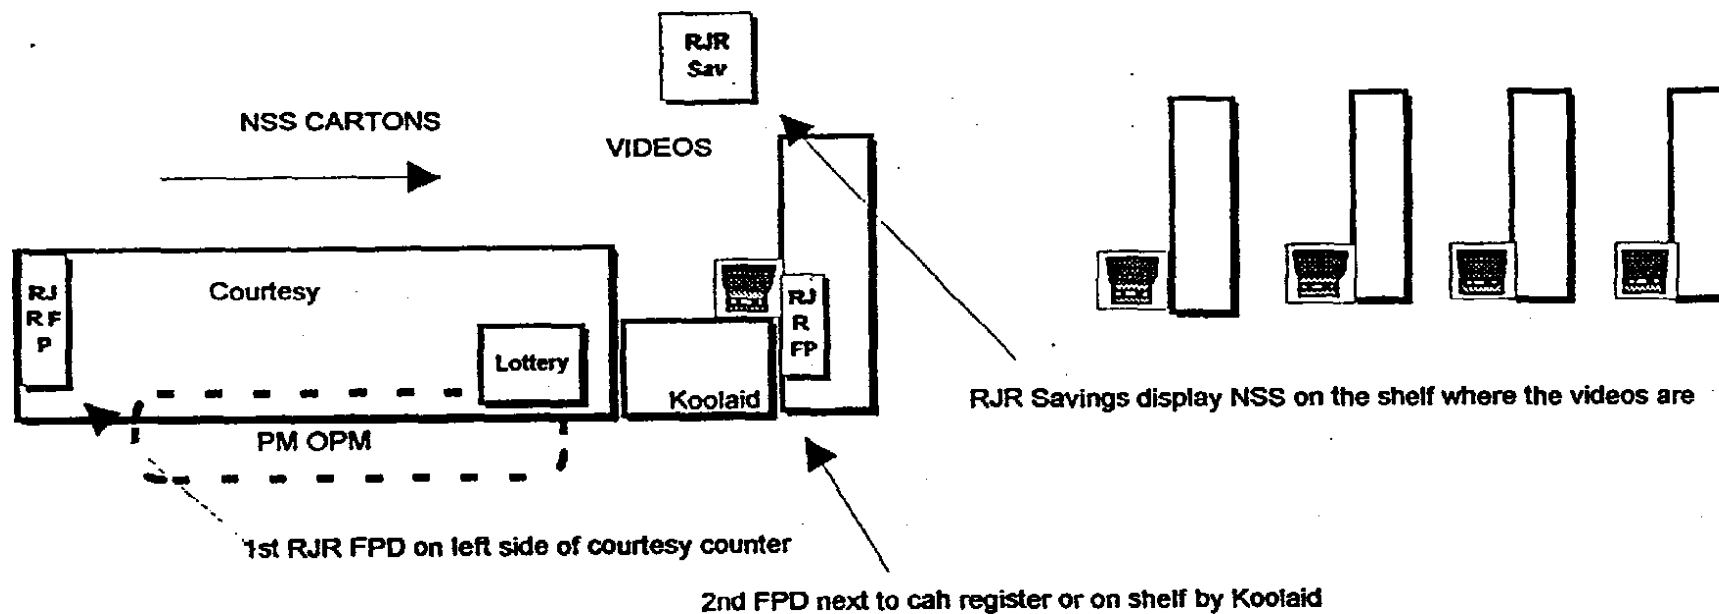 RJR
Sav
NSS CARTONS
VIDEOS
RJ
R F
P
Courtesy
Lottery
Koolaid
RJ
R
FP
PM OPM
RJR Savings display NSS on the shelf where the videos are
1st RJR FPD on left side of courtesy counter
2nd FPD next to cah register or on shelf by Koolaid